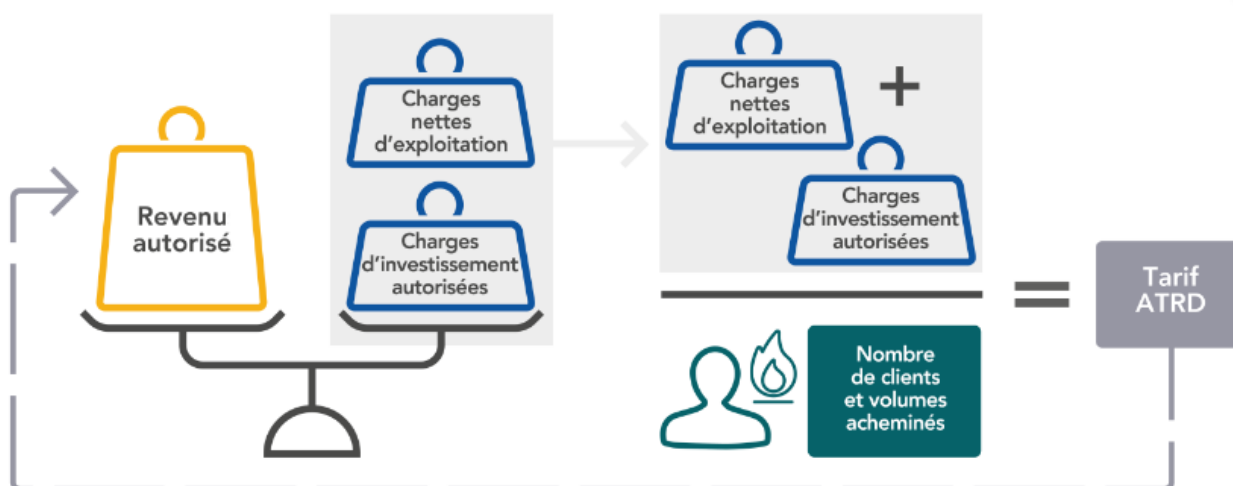 Revenu
autorisé
Charges
nettes
d'exploitation
Charges
d'investissement
autorisées
Charges
nettes
d'exploitation
+
Charges
d'investissement
autorisées
=
Tarif
ATRD
Nombre
de clients
et volumes
acheminés